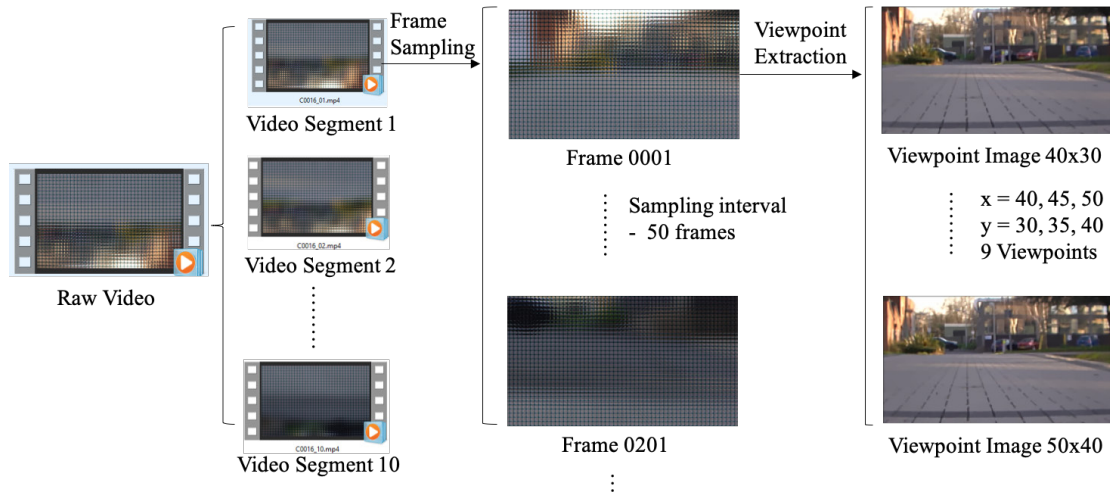 Raw Video
C0016_01.mp4
Video Segment 1
C0016_02.mp4
Video Segment 2
C0016_10.mp4
Video Segment 10
Frame
Sampling
Frame 0001
Sampling interval
- 50 frames
Frame 0201
Viewpoint
Extraction
Viewpoint Image 40x30
x = 40, 45, 50
y = 30, 35, 40
9 Viewpoints
Viewpoint Image 50x40